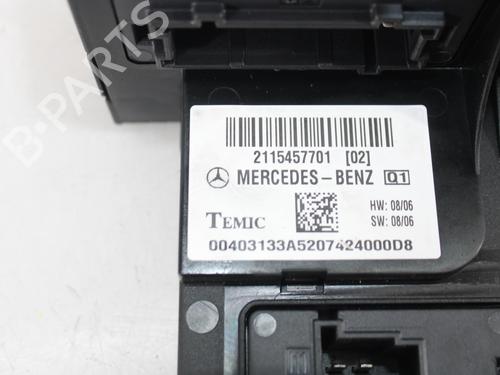 B-PARTS
2115457701 [02]
MERCEDES-BENZ Q1
HW: 08/06
TEMIC SW: 08/06
00403133A5207424000D8